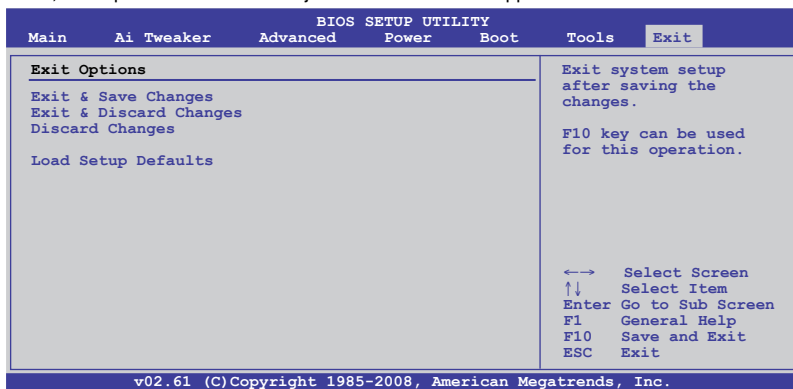 BIOS SETUP UTILITY
Main Ai Tweaker Advanced Power Boot Tools Exit
Exit Options
Exit & Save Changes
Exit & Discard Changes
Discard Changes
Load Setup Defaults
Exit system setup
after saving the
changes.
F10 key can be used
for this operation.
←→ Select Screen
↑↓ Select Item
Enter Go to Sub Screen
F1 General Help
F10 Save and Exit
ESC Exit
v02.61 (C)Copyright 1985-2008, American Megatrends, Inc.